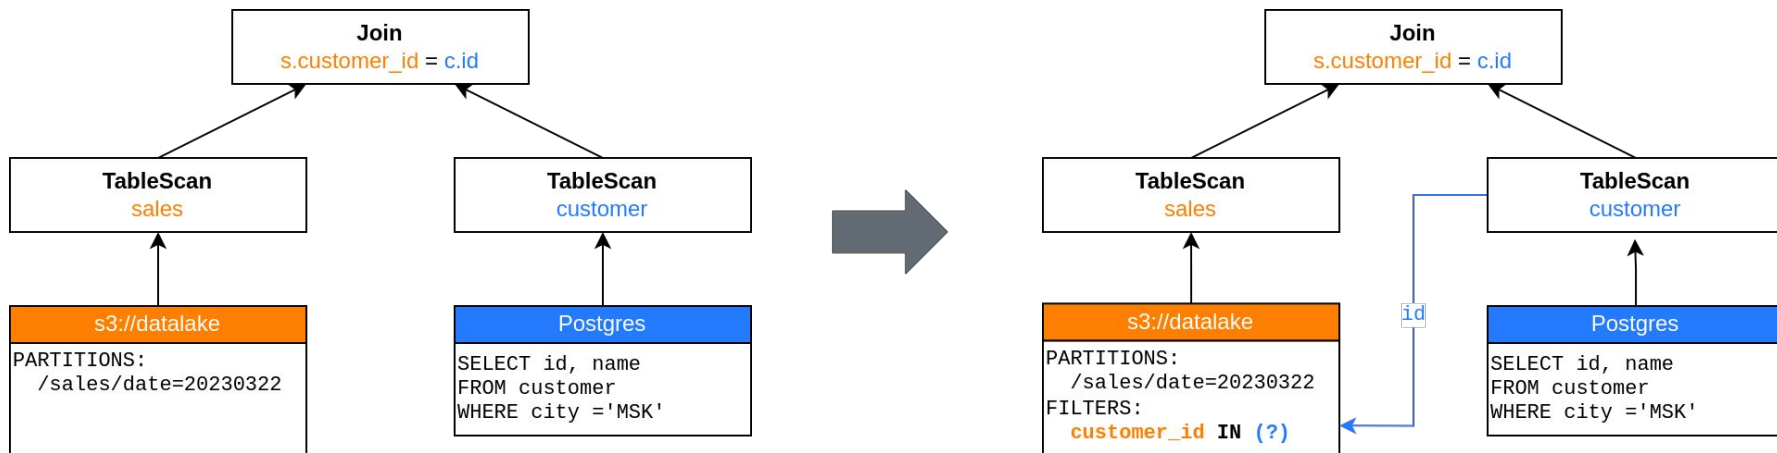 Join
s.customer_id = c.id
TableScan
sales
TableScan
customer
s3://datalake
PARTITIONS:
/sales/date=20230322
Postgres
SELECT id, name
FROM customer
WHERE city ='MSK'
Join
s.customer_id = c.id
TableScan
sales
TableScan
customer
id
s3://datalake
PARTITIONS:
/sales/date=20230322
FILTERS:
customer_id IN (?)
Postgres
SELECT id, name
FROM customer
WHERE city ='MSK'